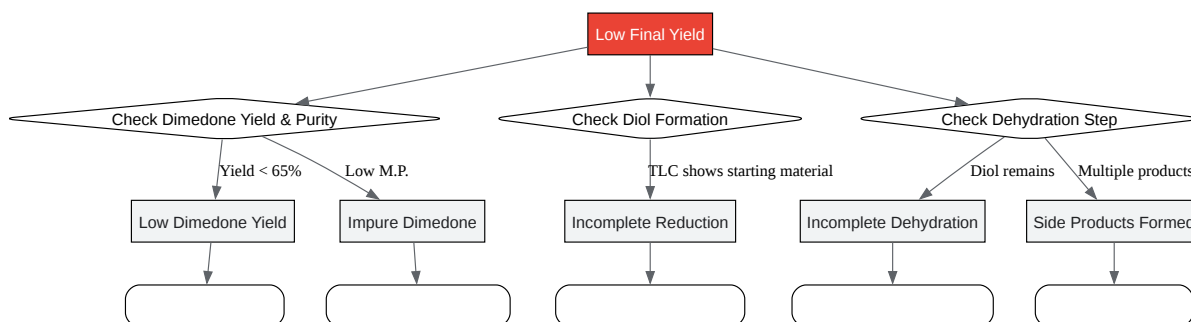 Low Final Yield
Check Dimedone Yield & Purity
Check Diol Formation
Check Dehydration Step
Yield < 65%
Low M.P.
TLC shows starting material
Diol remains
Multiple products
Low Dimedone Yield
Impure Dimedone
Incomplete Reduction
Incomplete Dehydration
Side Products Formed